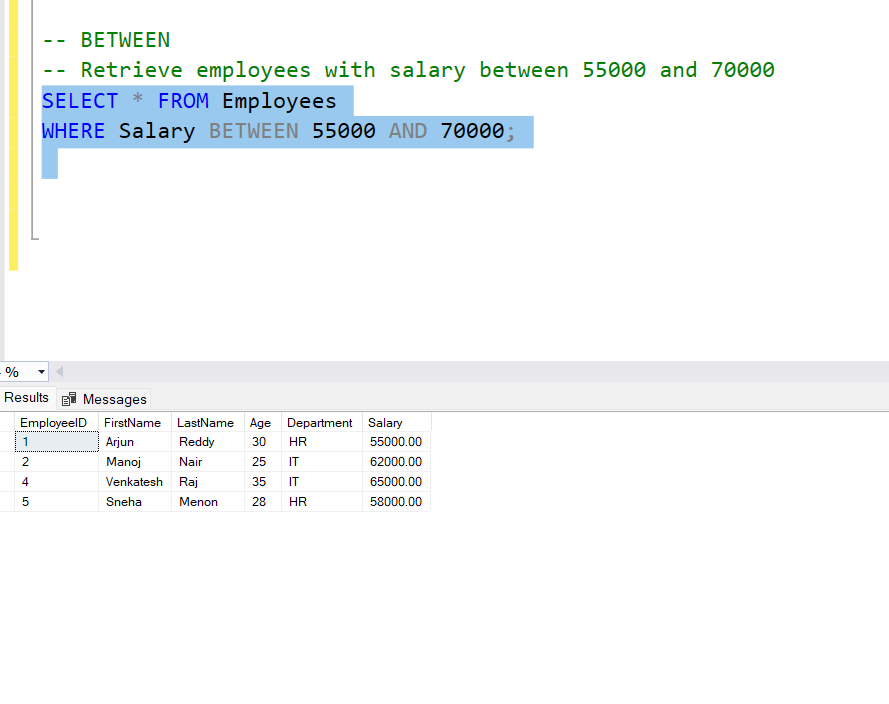 -- BETWEEN
-- Retrieve employees with salary between 55000 and 70000
SELECT * FROM Employees
WHERE Salary BETWEEN 55000 AND 70000;
%
Results Messages
EmployeeID FirstName LastName Age Department Salary
1 Arjun Reddy 30 HR 55000.00
2 Manoj Nair 25 IT 62000.00
4 Venkatesh Raj 35 IT 65000.00
5 Sneha Menon 28 HR 58000.00